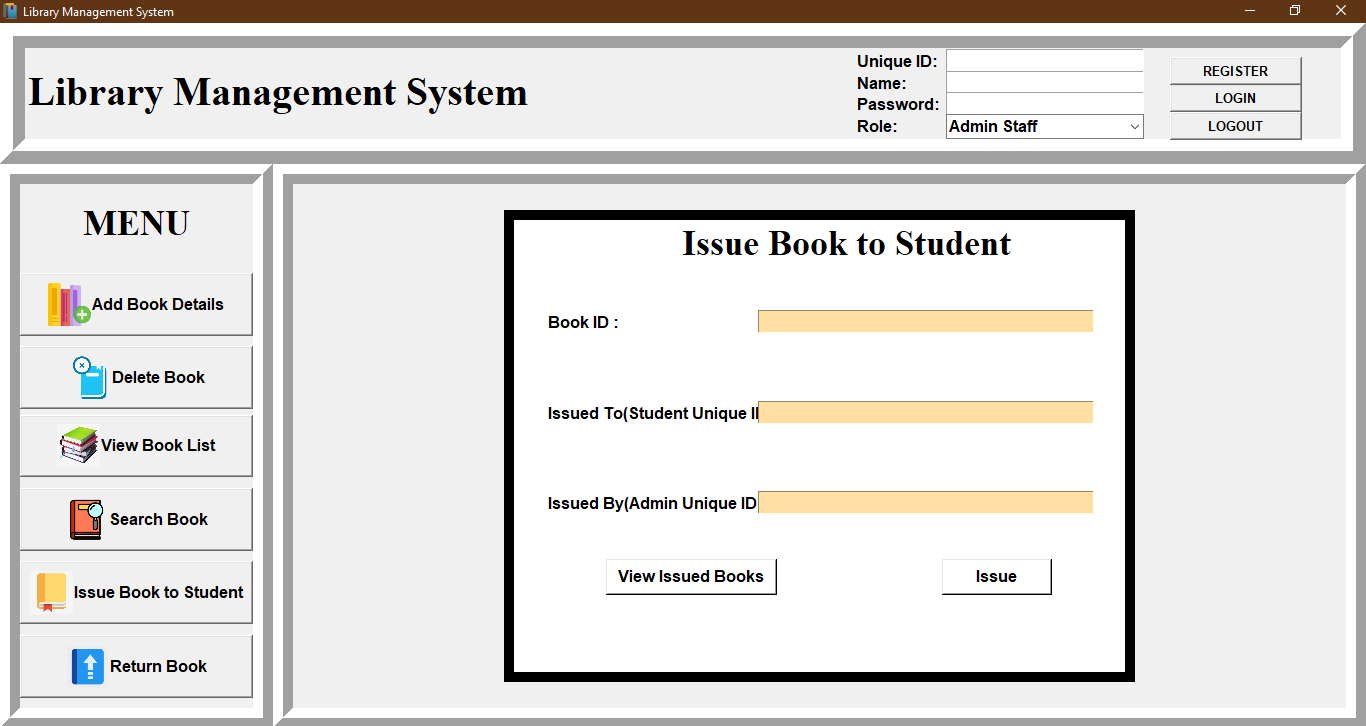 Library Management System
Library Management System
Unique ID:
Name:
Password:
Role: Admin Staff
REGISTER
LOGIN
LOGOUT
MENU
Add Book Details
Delete Book
View Book List
Search Book
Issue Book to Student
Return Book
Issue Book to Student
Book ID :
Issued To(Student Unique I
Issued By(Admin Unique ID
View Issued Books
Issue